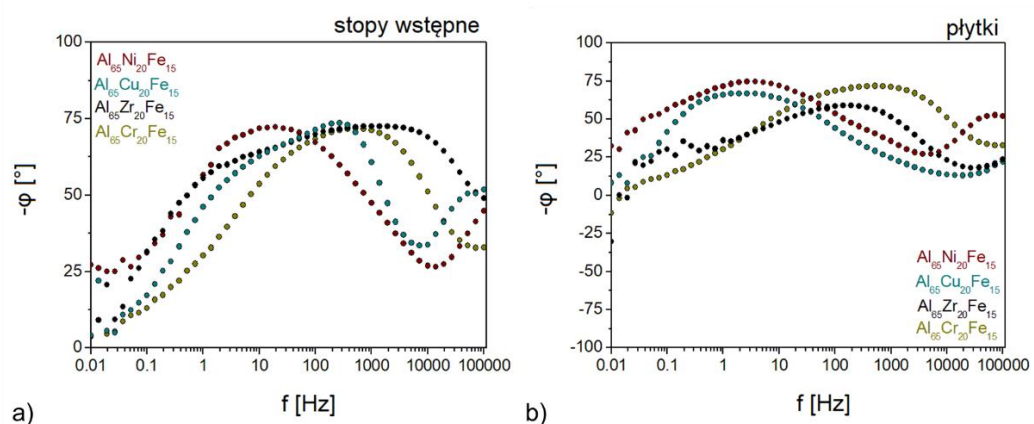 stopy wstępne
100
75
50
25
0
-φ [°]
Al65Ni20Fe15
Al65Cu20Fe15
Al65Zr20Fe15
Al65Cr20Fe15
0.01 0.1 1 10 100 1000 10000 100000
f [Hz]
a)
płytki
100
75
50
25
0
-25
-50
-75
-100
-φ [°]
Al65Ni20Fe15
Al65Cu20Fe15
Al65Zr20Fe15
Al65Cr20Fe15
0.01 0.1 1 10 100 1000 10000 100000
f [Hz]
b)